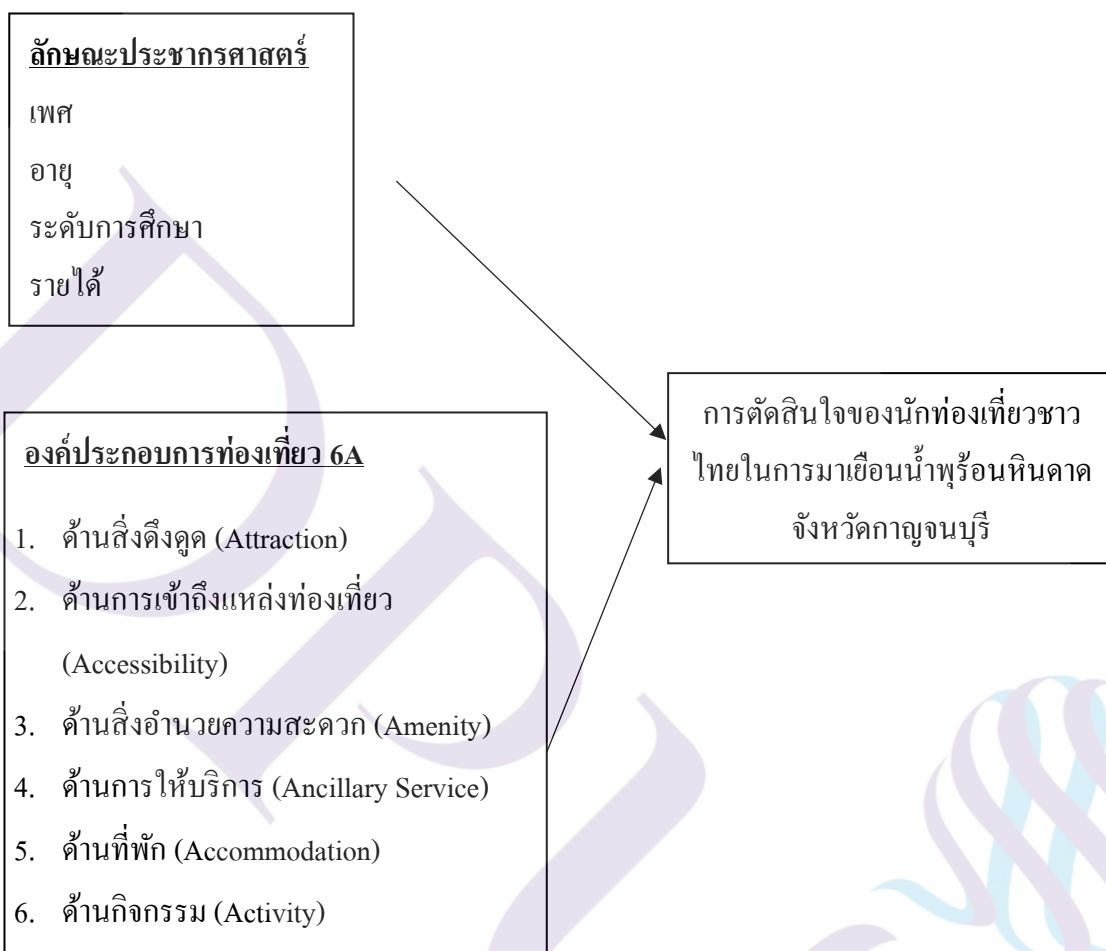 ลักษณะประชากรศาสตร์
เพศ
อายุ
ระดับการศึกษา
รายได้
องค์ประกอบการท่องเที่ยว 6A
1. ด้านสิ่งดึงดูด (Attraction)
2. ด้านการเข้าถึงแหล่งท่องเที่ยว
(Accessibility)
3. ด้านสิ่งอำนวยความสะดวก (Amenity)
4. ด้านการให้บริการ (Ancillary Service)
5. ด้านที่พัก (Accommodation)
6. ด้านกิจกรรม (Activity)
การตัดสินใจของนักท่องเที่ยวชาว
ไทยในการมาเยือนน้ำพุร้อนหินดาด
จังหวัดกาญจนบุรี